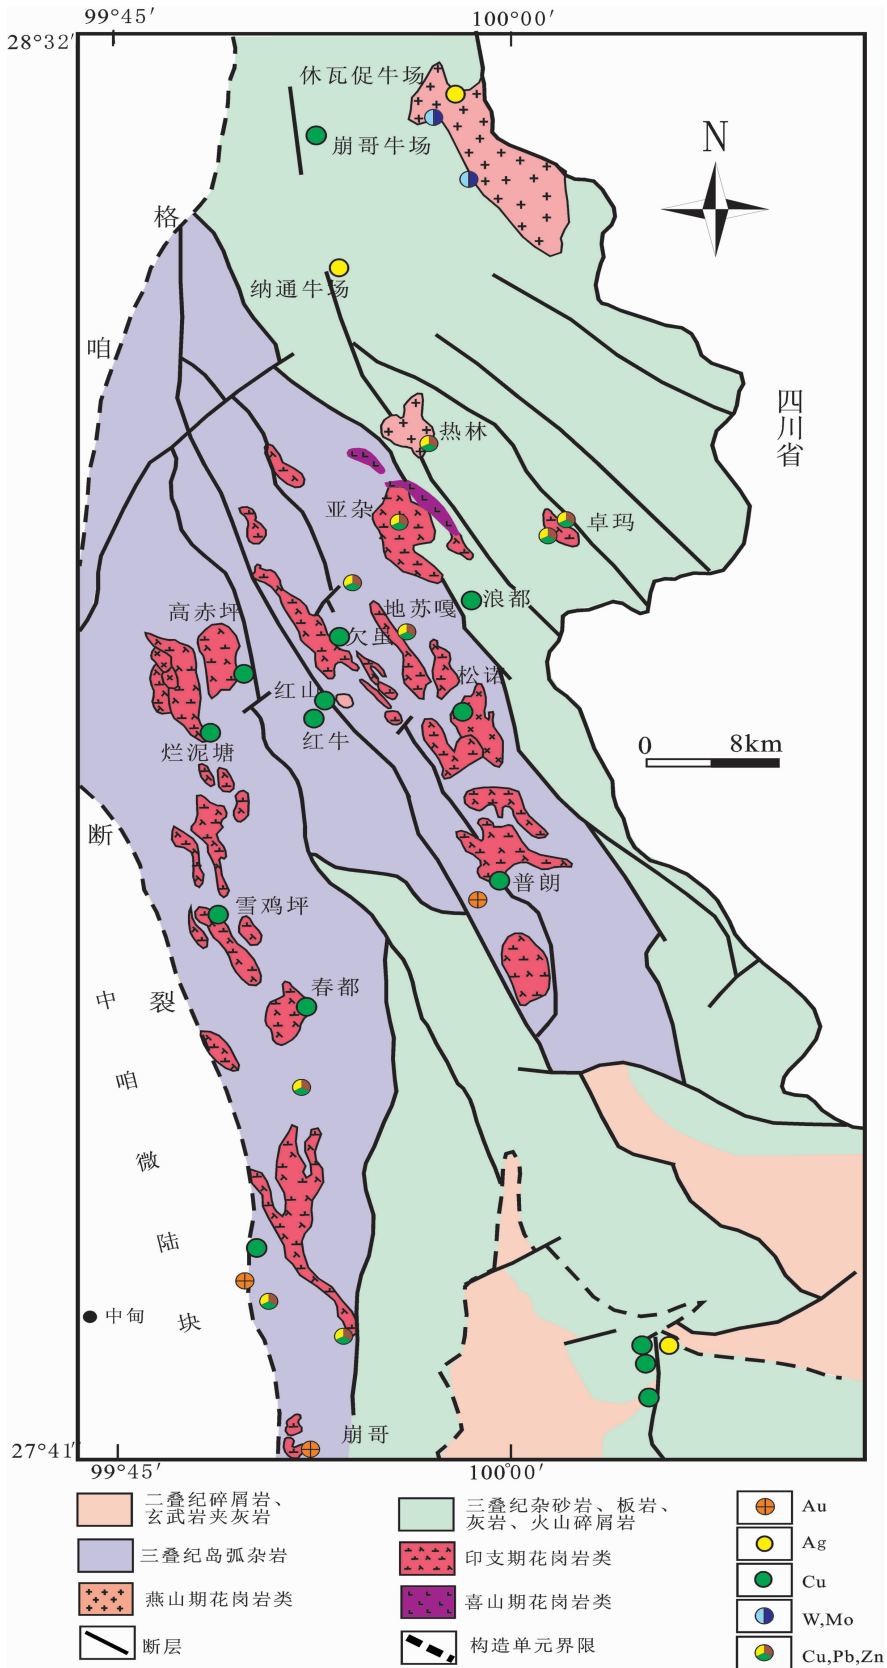 99°45′
100°00′
28°32′
休瓦促牛场
崩哥牛场
N
格
纳通牛场
咱
四川省
热林
亚杂
卓玛
浪都
高赤坪
地苏嘎
欠虽
松诺
红山
红牛
0 8km
烂泥塘
断
普朗
雪鸡坪
中
裂
春都
咱
微
陆
中甸
块
崩哥
27°41′
99°45′
100°00′
二叠纪碎屑岩、
玄武岩夹灰岩
三叠纪杂砂岩、板岩、
灰岩、火山碎屑岩
Au
三叠纪岛弧杂岩
印支期花岗岩类
Ag
燕山期花岗岩类
喜山期花岗岩类
Cu
断层
构造单元界限
W,Mo
Cu,Pb,Zn